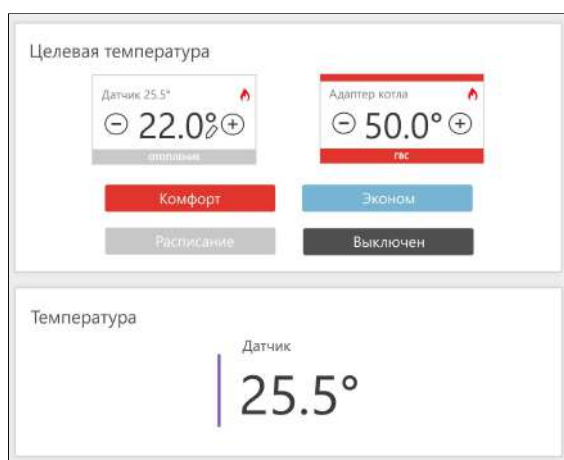 Целевая температура
Датчик 25.5°
22.0°
отопление
Адаптер котла
50.0°
ГВС
Комфорт
Эконом
Расписание
Выключен
Температура
Датчик
25.5°